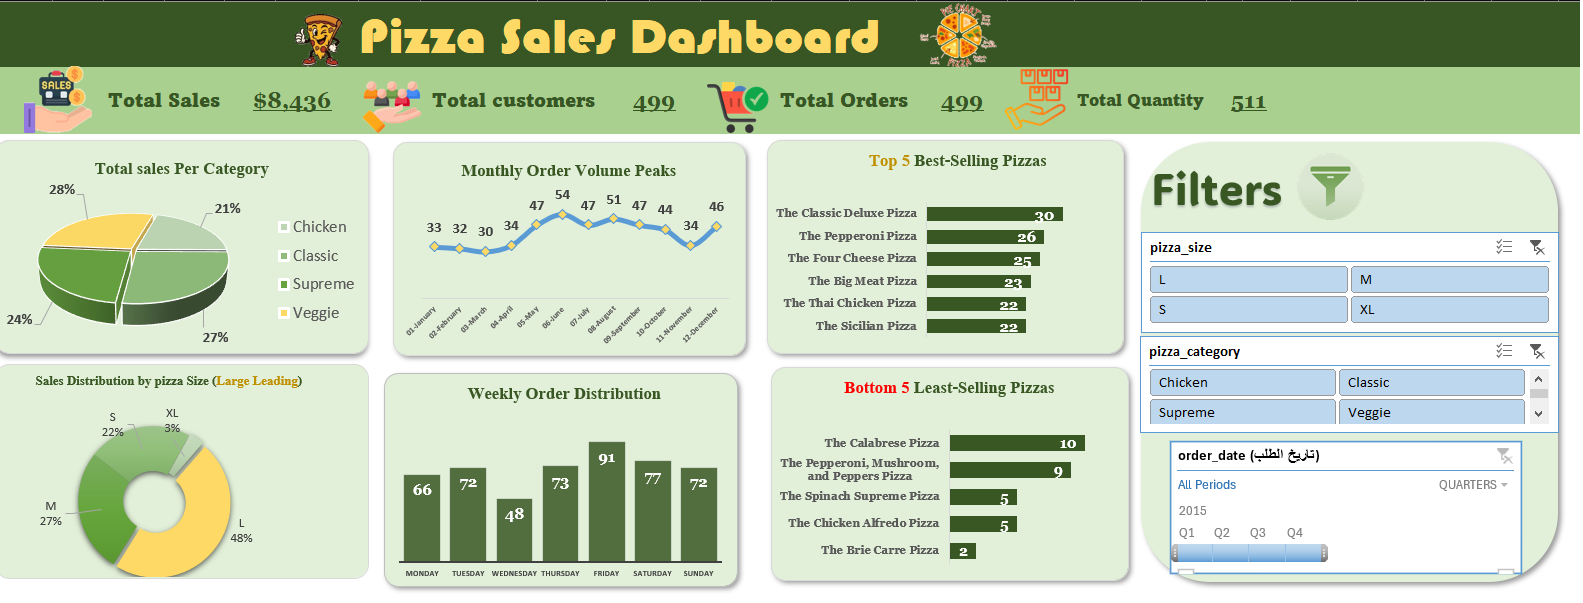 Pizza Sales Dashboard
SALES
Total Sales $8,436
Total customers 499
Total Orders 499
Total Quantity 511
Total sales Per Category
28%
21%
24%
27%
Chicken
Classic
Supreme
Veggie
Monthly Order Volume Peaks
33 32 30 34 47 54 47 51 47 44 34 46
01-January
02-February
03-March
04-April
05-May
06-June
07-July
08-August
09-September
10-October
11-November
12-December
Top 5 Best-Selling Pizzas
The Classic Deluxe Pizza 30
The Pepperoni Pizza 26
The Four Cheese Pizza 25
The Big Meat Pizza 23
The Thai Chicken Pizza 22
The Sicilian Pizza 22
Filters
pizza_size
L M
S XL
pizza_category
Chicken Classic
Supreme Veggie
order_date (تاريخ الطلب)
All Periods QUARTERS
2015
Q1 Q2 Q3 Q4
Sales Distribution by pizza Size (Large Leading)
S
22%
XL
3%
M
27%
L
48%
Weekly Order Distribution
66 72 48 73 91 77 72
MONDAY TUESDAY WEDNESDAY THURSDAY FRIDAY SATURDAY SUNDAY
Bottom 5 Least-Selling Pizzas
The Calabrese Pizza 10
The Pepperoni, Mushroom,
and Peppers Pizza 9
The Spinach Supreme Pizza 5
The Chicken Alfredo Pizza 5
The Brie Carre Pizza 2